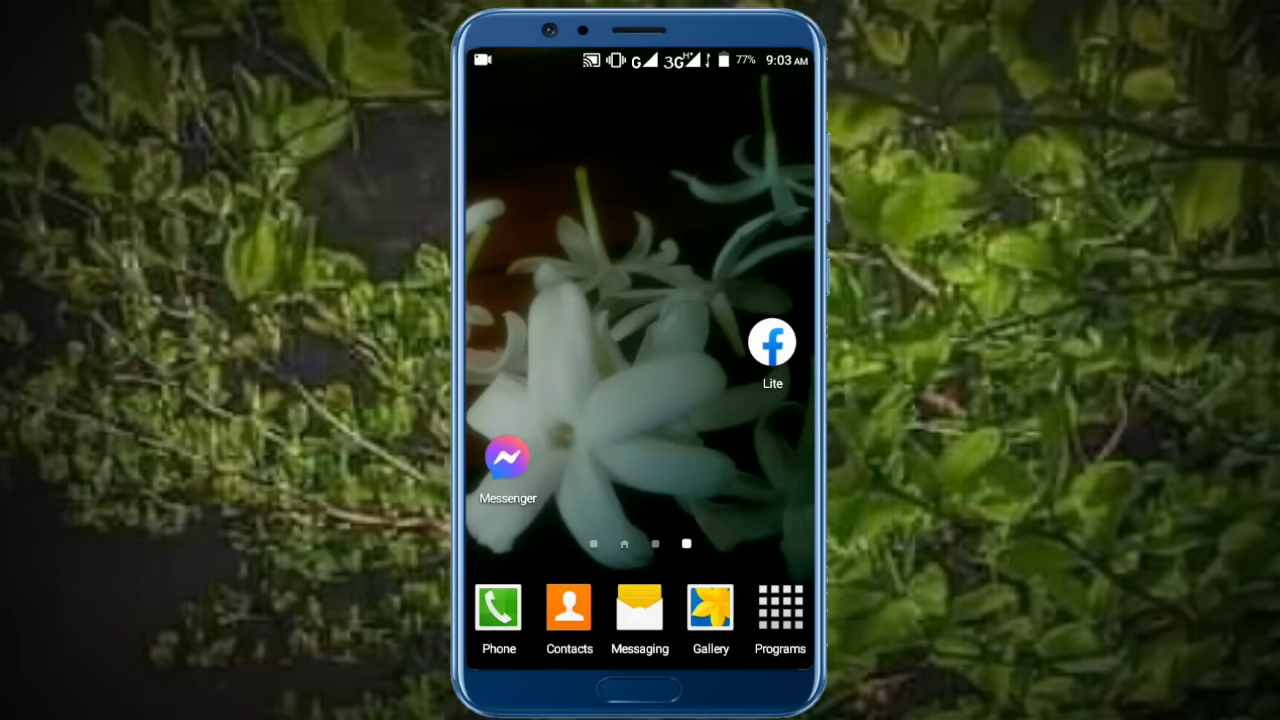 G 3G H+ 77% 9:03 AM
Lite
Messenger
Phone Contacts Messaging Gallery Programs